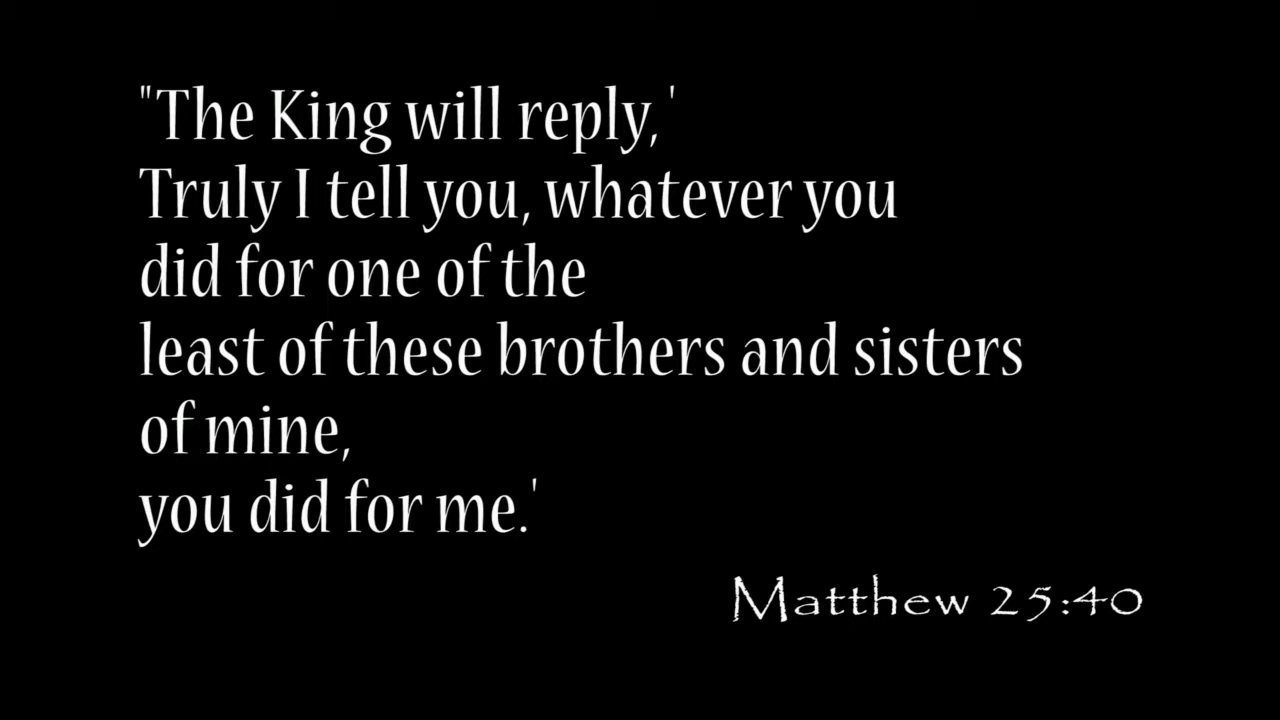 "The King will reply,'
Truly I tell you, whatever you
did for one of the
least of these brothers and sisters
of mine,
you did for me.'
Matthew 25:40